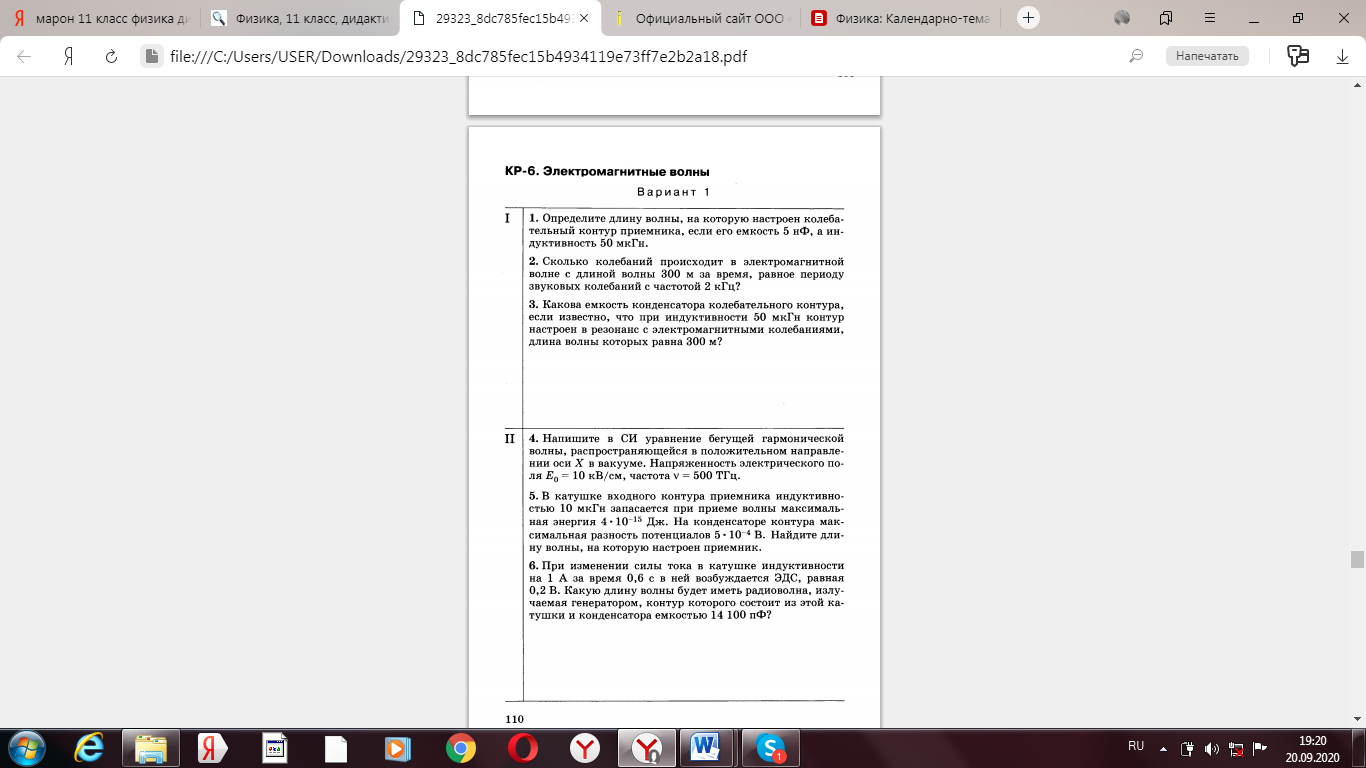 марон 11 класс физика ди
Физика, 11 класс, дидакти
29323_8dc785fec15b493
Официальный сайт ООО
Физика: Календарно-тема
file:///C:/Users/USER/Downloads/29323_8dc785fec15b4934119e73ff7e2b2a18.pdf
Напечатать
КР-6. Электромагнитные волны
Вариант 1
I
1. Определите длину волны, на которую настроен колеба-
тельный контур приемника, если его емкость 5 нФ, а ин-
дуктивность 50 мкГн.
2. Сколько колебаний происходит в электромагнитной
волне с длиной волны 300 м за время, равное периоду
звуковых колебаний с частотой 2 кГц?
3. Какова емкость конденсатора колебательного контура,
если известно, что при индуктивности 50 мкГн контур
настроен в резонанс с электромагнитными колебаниями,
длина волны которых равна 300 м?
II
4. Напишите в СИ уравнение бегущей гармонической
волны, распространяющейся в положительном направле-
нии оси X в вакууме. Напряженность электрического по-
ля E₀ = 10 кВ/см, частота ν = 500 ТГц.
5. В катушке входного контура приемника индуктивно-
стью 10 мкГн запасается при приеме волны максималь-
ная энергия 4·10⁻¹⁵ Дж. На конденсаторе контура мак-
симальная разность потенциалов 5·10⁻⁴ В. Найдите дли-
ну волны, на которую настроен приемник.
6. При изменении силы тока в катушке индуктивности
на 1 А за время 0,6 с в ней возбуждается ЭДС, равная
0,2 В. Какую длину волны будет иметь радиоволна, излу-
чаемая генератором, контур которого состоит из этой ка-
тушки и конденсатора емкостью 14 100 пФ?
110
RU
19:20
20.09.2020